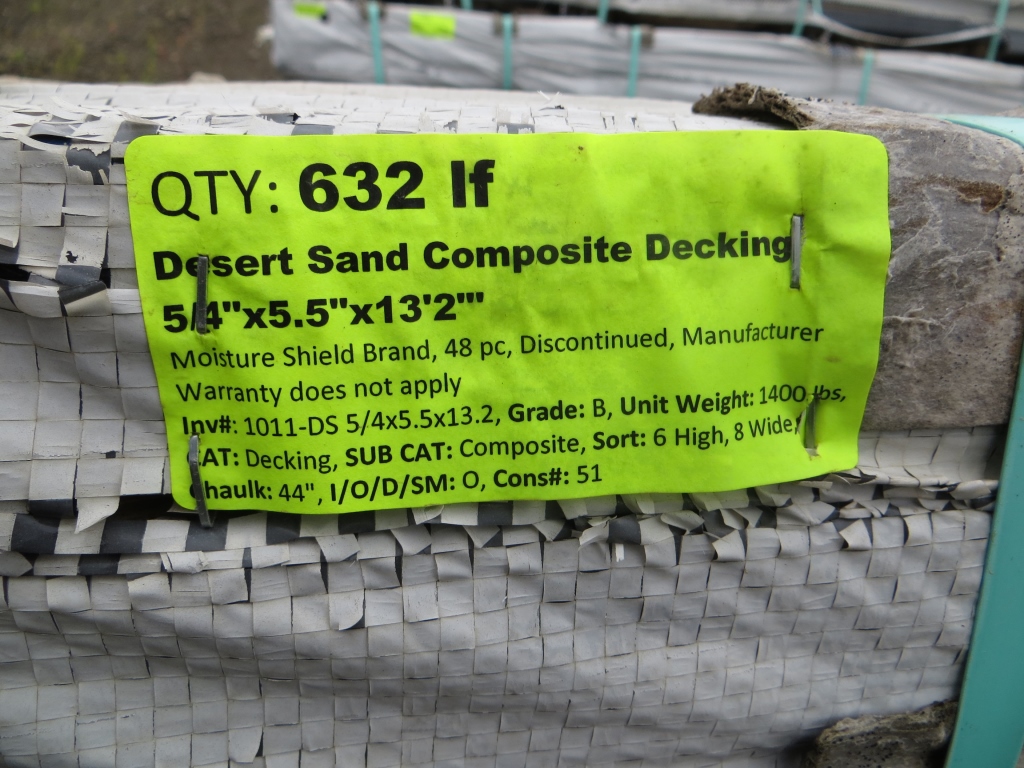 QTY: 632 lf
Desert Sand Composite Decking
5/4"x5.5"x13'2'"
Moisture Shield Brand, 48 pc, Discontinued, Manufacturer
Warranty does not apply
Inv#: 1011-DS 5/4x5.5x13.2, Grade: B, Unit Weight: 1400 lbs,
CAT: Decking, SUB CAT: Composite, Sort: 6 High, 8 Wide,
Chaulk: 44", I/O/D/SM: O, Cons#: 51